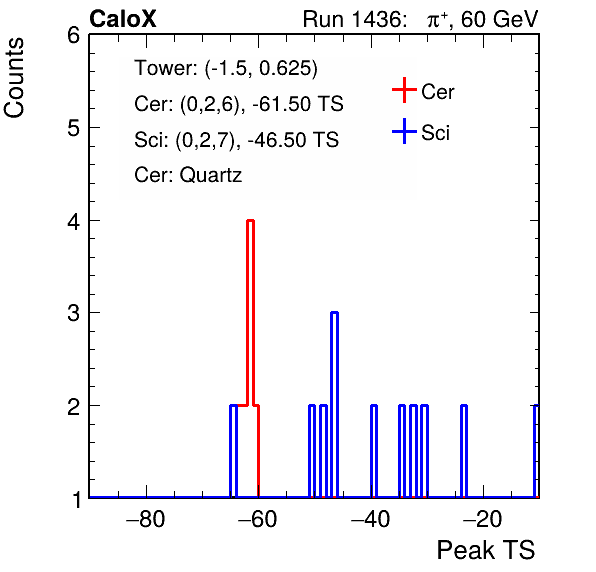 CaloX
Run 1436: π⁺, 60 GeV
Counts
Tower: (-1.5, 0.625)
Cer: (0,2,6), -61.50 TS
Sci: (0,2,7), -46.50 TS
Cer: Quartz
Cer
Sci
6
5
4
3
2
1
−80 −60 −40 −20
Peak TS